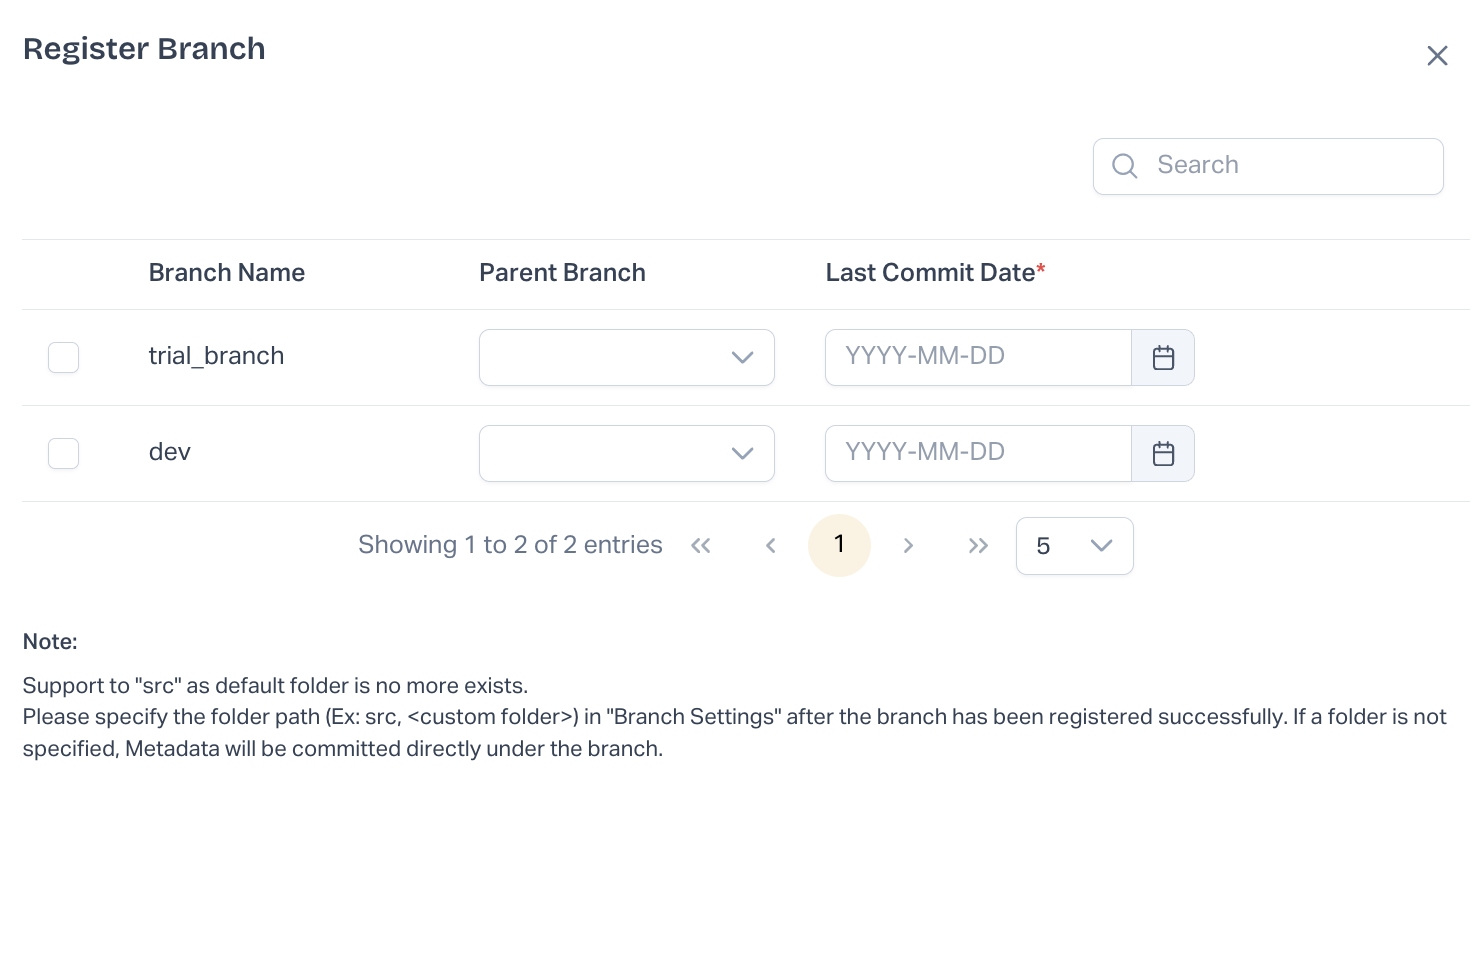 Register Branch
Search
Branch Name Parent Branch Last Commit Date*
trial_branch YYYY-MM-DD
dev YYYY-MM-DD
Showing 1 to 2 of 2 entries 1 5
Note:
Support to "src" as default folder is no more exists.
Please specify the folder path (Ex: src, <custom folder>) in "Branch Settings" after the branch has been registered successfully. If a folder is not
specified, Metadata will be committed directly under the branch.